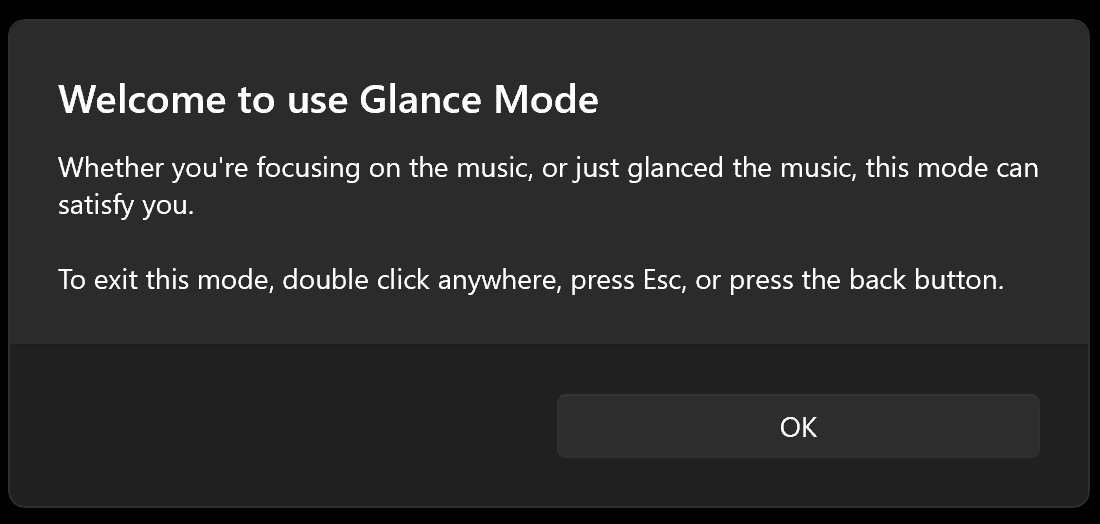 Welcome to use Glance Mode
Whether you're focusing on the music, or just glanced the music, this mode can
satisfy you.
To exit this mode, double click anywhere, press Esc, or press the back button.
OK